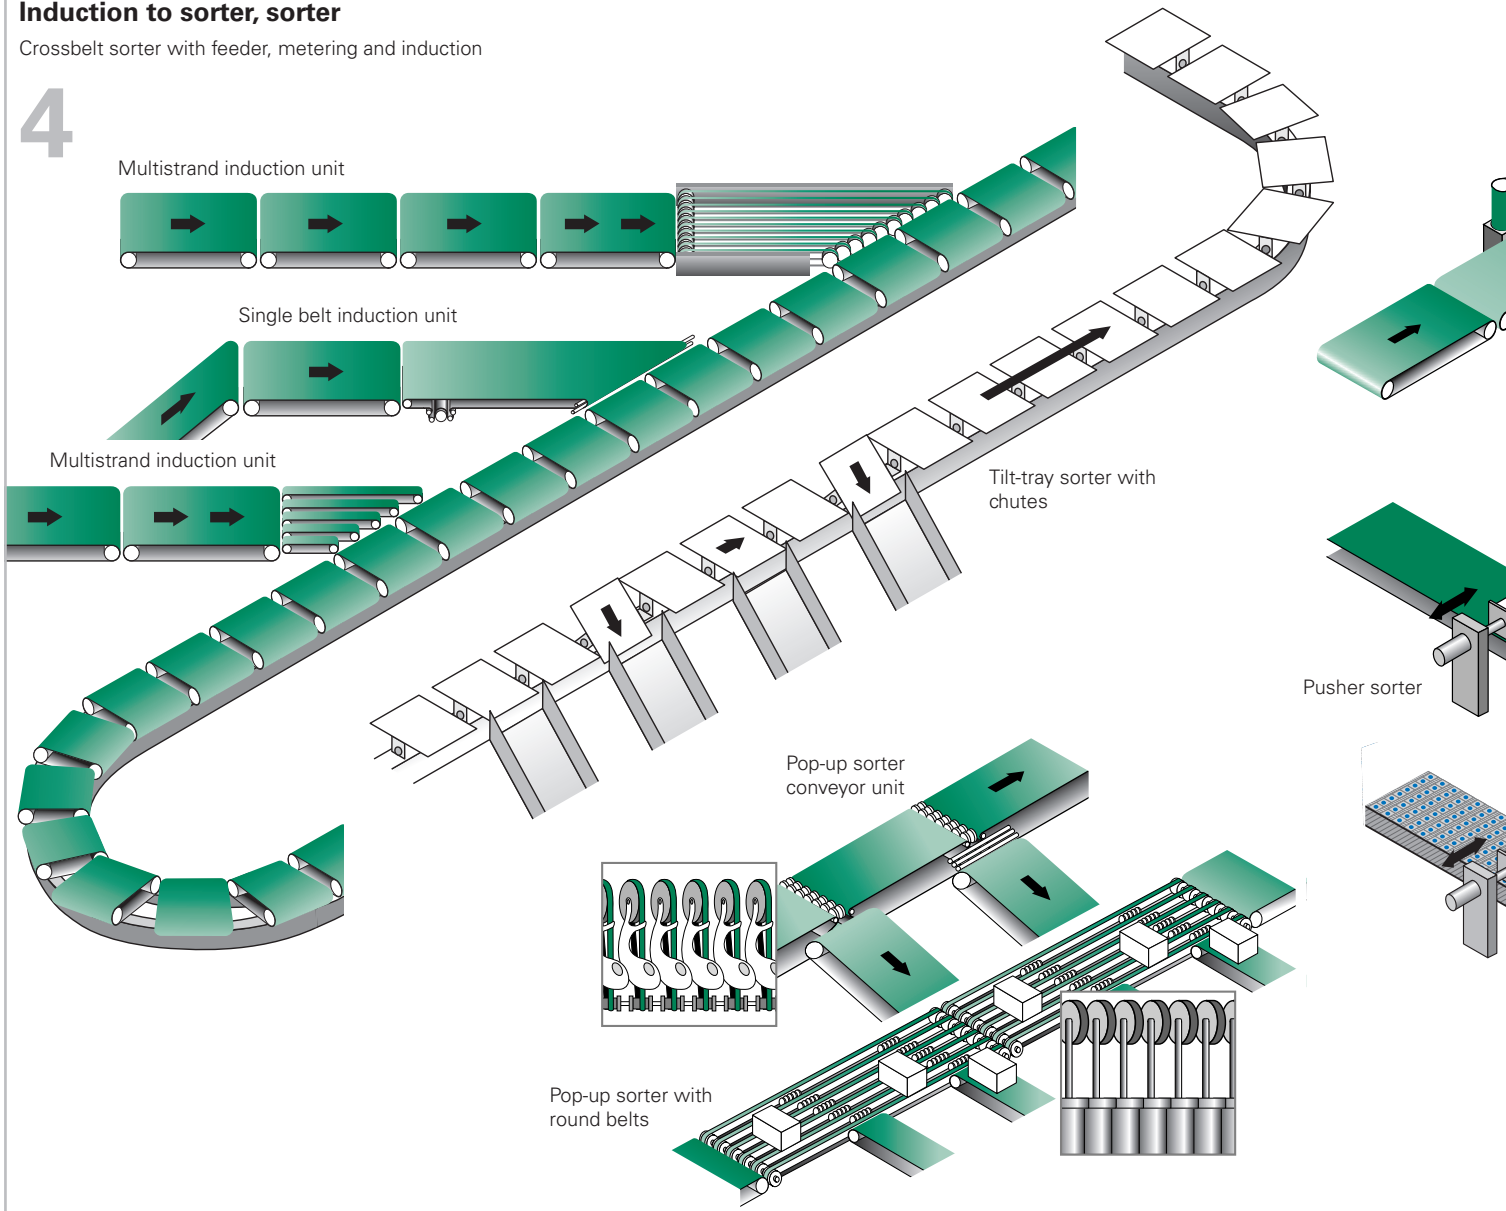 Induction to sorter, sorter
Crossbelt sorter with feeder, metering and induction
4
Multistrand induction unit
Single belt induction unit
Multistrand induction unit
Tilt-tray sorter with
chutes
Pusher sorter
Pop-up sorter
conveyor unit
Pop-up sorter with
round belts